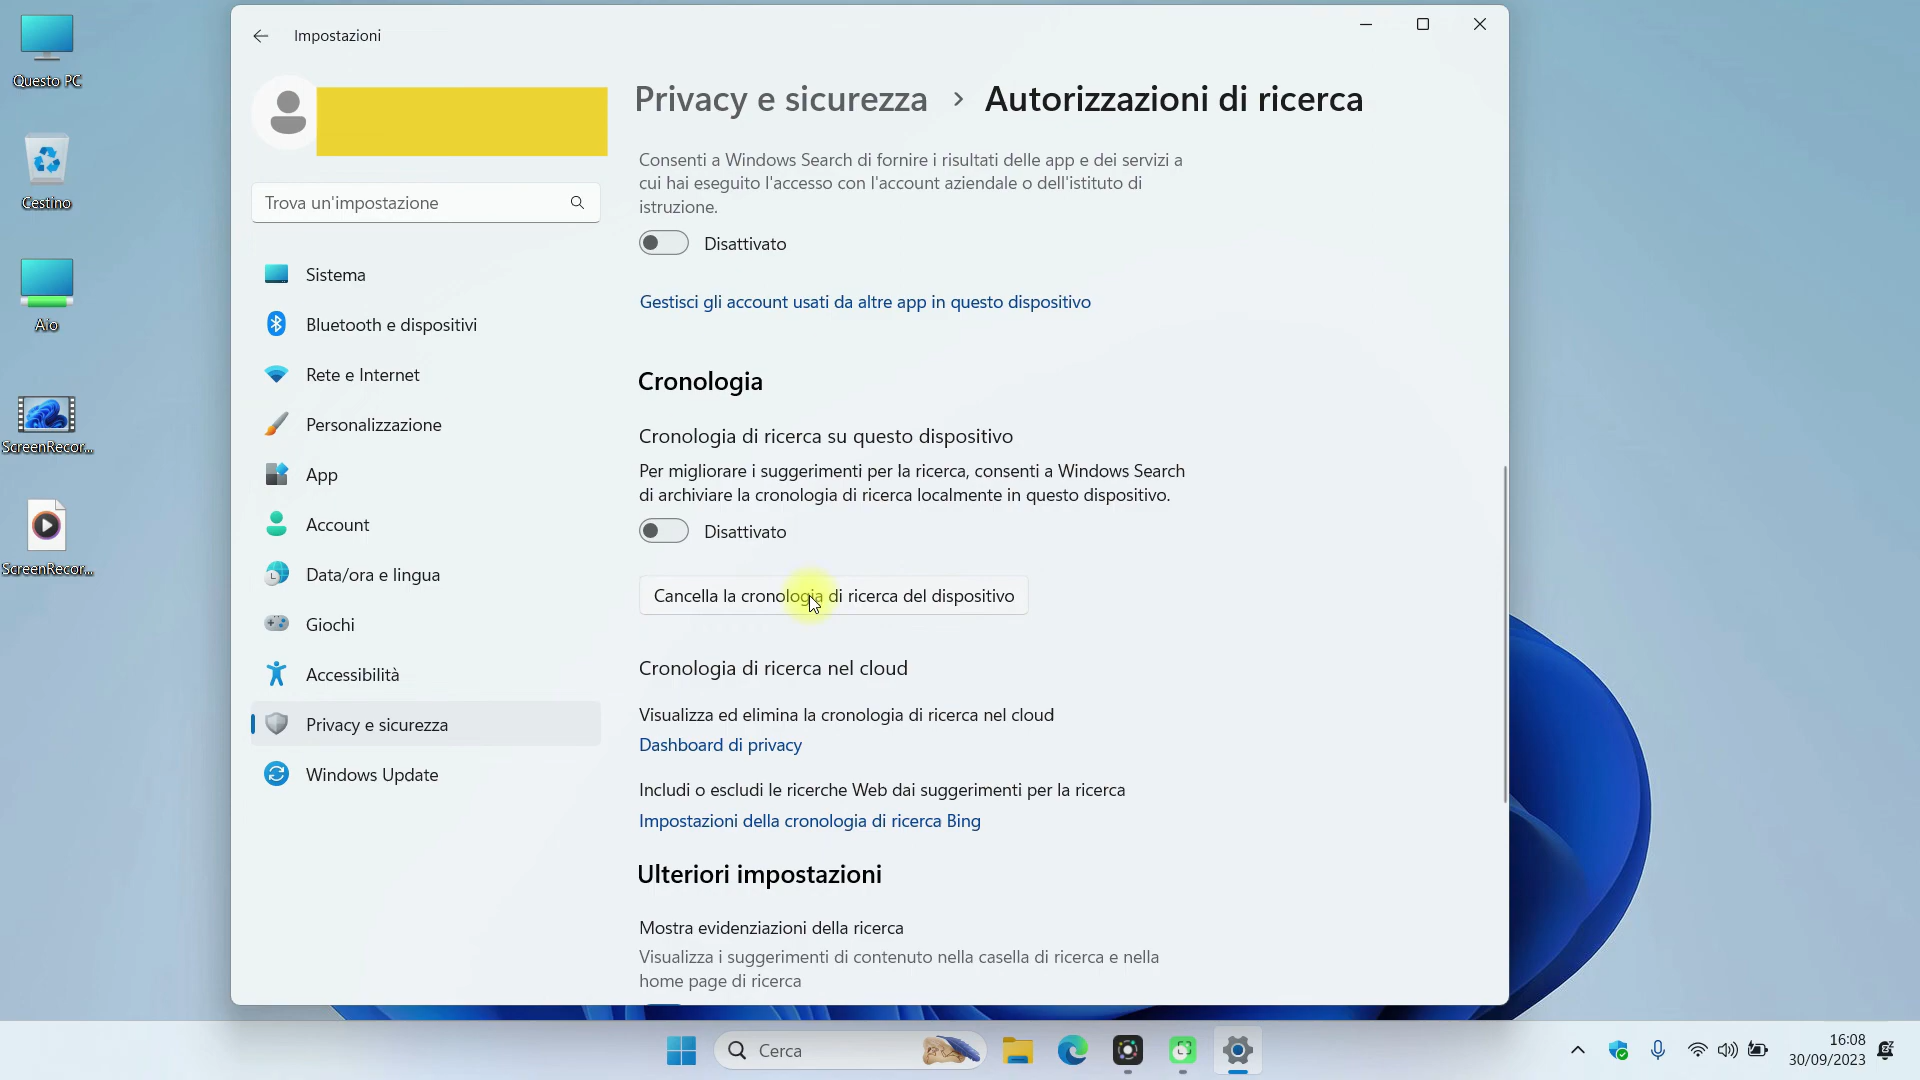 Questo PC
Cestino
Aio
ScreenRecor...
ScreenRecor...
Impostazioni
Trova un'impostazione
Sistema
Bluetooth e dispositivi
Rete e Internet
Personalizzazione
App
Account
Data/ora e lingua
Giochi
Accessibilità
Privacy e sicurezza
Windows Update
Privacy e sicurezza > Autorizzazioni di ricerca
Consenti a Windows Search di fornire i risultati delle app e dei servizi a
cui hai eseguito l'accesso con l'account aziendale o dell'istituto di
istruzione.
Disattivato
Gestisci gli account usati da altre app in questo dispositivo
Cronologia
Cronologia di ricerca su questo dispositivo
Per migliorare i suggerimenti per la ricerca, consenti a Windows Search
di archiviare la cronologia di ricerca localmente in questo dispositivo.
Disattivato
Cancella la cronologia di ricerca del dispositivo
Cronologia di ricerca nel cloud
Visualizza ed elimina la cronologia di ricerca nel cloud
Dashboard di privacy
Includi o escludi le ricerche Web dai suggerimenti per la ricerca
Impostazioni della cronologia di ricerca Bing
Ulteriori impostazioni
Mostra evidenziazioni della ricerca
Visualizza i suggerimenti di contenuto nella casella di ricerca e nella
home page di ricerca
Cerca
16:08
30/09/2023